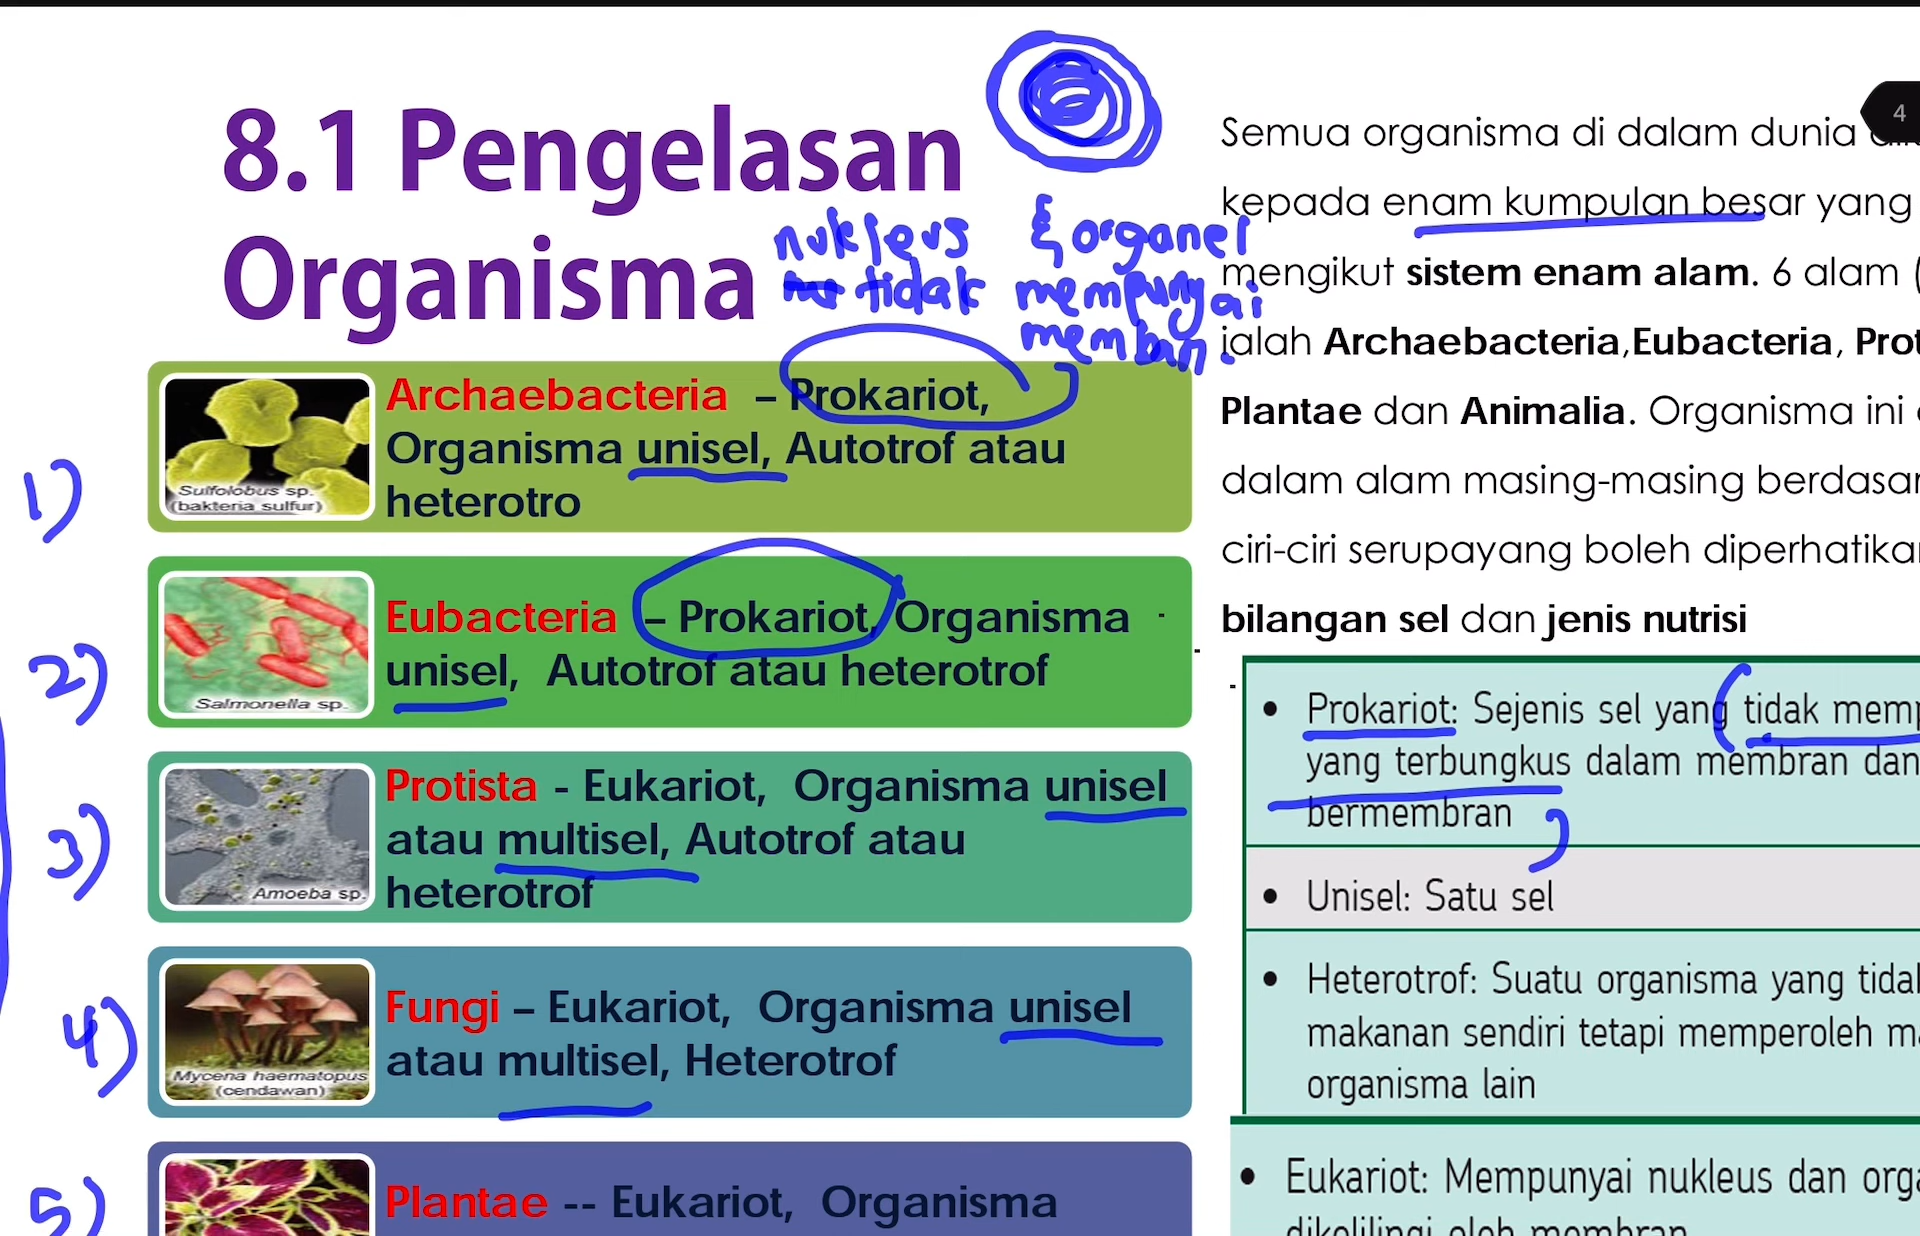 8.1 Pengelasan
Organisma
nukleus & organel
tidak mempunyai
membran.
Archaebacteria – Prokariot,
Organisma unisel, Autotrof atau
heterotro
Sulfolobus sp.
(bakteria sulfur)
1)
Eubacteria – Prokariot, Organisma
unisel, Autotrof atau heterotrof
Salmonella sp.
2)
Protista - Eukariot, Organisma unisel
atau multisel, Autotrof atau
heterotrof
Amoeba sp.
3)
Fungi – Eukariot, Organisma unisel
atau multisel, Heterotrof
Mycena haematopus
(cendawan)
4)
Plantae -- Eukariot, Organisma
5)
4
Semua organisma di dalam dunia
kepada enam kumpulan besar yang
mengikut sistem enam alam. 6 alam (
ialah Archaebacteria,Eubacteria, Prot
Plantae dan Animalia. Organisma ini
dalam alam masing-masing berdasar
ciri-ciri serupayang boleh diperhatikan
bilangan sel dan jenis nutrisi
• Prokariot: Sejenis sel yang tidak memp
yang terbungkus dalam membran dan
bermembran
• Unisel: Satu sel
• Heterotrof: Suatu organisma yang tidak
makanan sendiri tetapi memperoleh ma
organisma lain
• Eukariot: Mempunyai nukleus dan orga
dikelilingi oleh membran